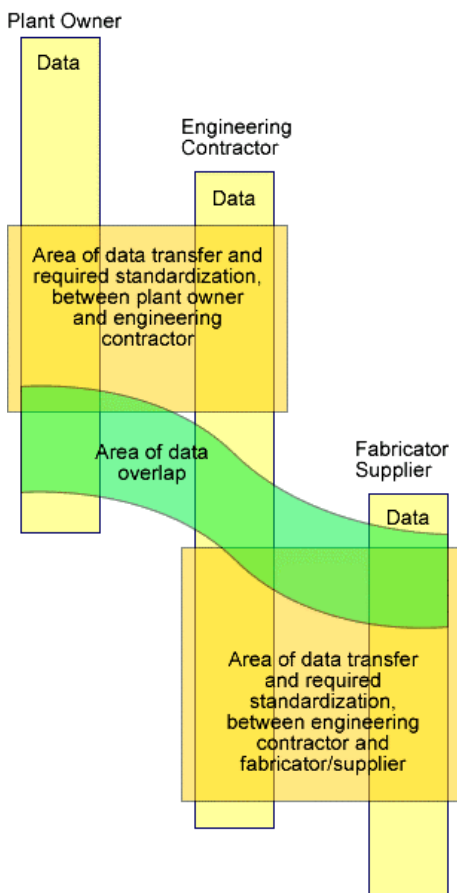 Plant Owner
Data
Engineering
Contractor
Data
Area of data transfer and
required standardization,
between plant owner
and engineering
contractor
Area of data
overlap
Fabricator
Supplier
Data
Area of data transfer
and required
standardization,
between engineering
contractor and
fabricator/supplier